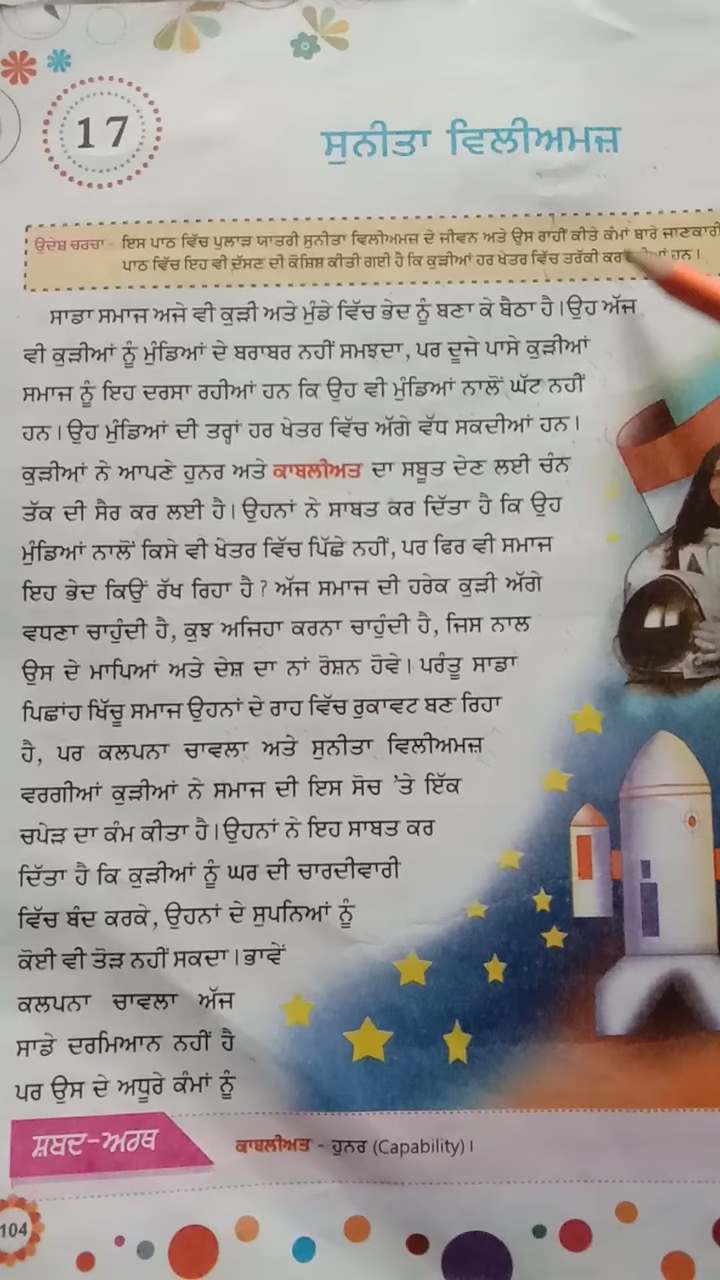 17
ਸੁਨੀਤਾ ਵਿਲੀਅਮਜ਼
ਉਦੇਸ਼ ਚਰਚਾ - ਇਸ ਪਾਠ ਵਿੱਚ ਪੁਲਾੜ ਯਾਤਰੀ ਸੁਨੀਤਾ ਵਿਲੀਅਮਜ਼ ਦੇ ਜੀਵਨ ਅਤੇ ਉਸ ਰਾਹੀਂ ਕੀਤੇ ਕੰਮਾਂ ਬਾਰੇ ਜਾਣਕਾਰੀ
ਪਾਠ ਵਿੱਚ ਇਹ ਵੀ ਦੱਸਣ ਦੀ ਕੋਸ਼ਿਸ਼ ਕੀਤੀ ਗਈ ਹੈ ਕਿ ਕੁੜੀਆਂ ਹਰ ਖੇਤਰ ਵਿੱਚ ਤਰੱਕੀ ਹਨ।
ਸਾਡਾ ਸਮਾਜ ਅਜੇ ਵੀ ਕੁੜੀ ਅਤੇ ਮੁੰਡੇ ਵਿੱਚ ਭੇਦ ਨੂੰ ਬਣਾ ਕੇ ਬੈਠਾ ਹੈ। ਉਹ ਅੱਜ
ਵੀ ਕੁੜੀਆਂ ਨੂੰ ਮੁੰਡਿਆਂ ਦੇ ਬਰਾਬਰ ਨਹੀਂ ਸਮਝਦਾ, ਪਰ ਦੂਜੇ ਪਾਸੇ ਕੁੜੀਆਂ
ਸਮਾਜ ਨੂੰ ਇਹ ਦਰਸਾ ਰਹੀਆਂ ਹਨ ਕਿ ਉਹ ਵੀ ਮੁੰਡਿਆਂ ਨਾਲੋਂ ਘੱਟ ਨਹੀਂ
ਹਨ। ਉਹ ਮੁੰਡਿਆਂ ਦੀ ਤਰ੍ਹਾਂ ਹਰ ਖੇਤਰ ਵਿੱਚ ਅੱਗੇ ਵੱਧ ਸਕਦੀਆਂ ਹਨ।
ਕੁੜੀਆਂ ਨੇ ਆਪਣੇ ਹੁਨਰ ਅਤੇ ਕਾਬਲੀਅਤ ਦਾ ਸਬੂਤ ਦੇਣ ਲਈ ਚੰਨ
ਤੱਕ ਦੀ ਸੈਰ ਕਰ ਲਈ ਹੈ। ਉਹਨਾਂ ਨੇ ਸਾਬਤ ਕਰ ਦਿੱਤਾ ਹੈ ਕਿ ਉਹ
ਮੁੰਡਿਆਂ ਨਾਲੋਂ ਕਿਸੇ ਵੀ ਖੇਤਰ ਵਿੱਚ ਪਿੱਛੇ ਨਹੀਂ, ਪਰ ਫਿਰ ਵੀ ਸਮਾਜ
ਇਹ ਭੇਦ ਕਿਉਂ ਰੱਖ ਰਿਹਾ ਹੈ ? ਅੱਜ ਸਮਾਜ ਦੀ ਹਰੇਕ ਕੁੜੀ ਅੱਗੇ
ਵਧਣਾ ਚਾਹੁੰਦੀ ਹੈ, ਕੁਝ ਅਜਿਹਾ ਕਰਨਾ ਚਾਹੁੰਦੀ ਹੈ, ਜਿਸ ਨਾਲ
ਉਸ ਦੇ ਮਾਪਿਆਂ ਅਤੇ ਦੇਸ਼ ਦਾ ਨਾਂ ਰੋਸ਼ਨ ਹੋਵੇ। ਪਰੰਤੂ ਸਾਡਾ
ਪਿਛਾਂਹ ਖਿੱਚੂ ਸਮਾਜ ਉਹਨਾਂ ਦੇ ਰਾਹ ਵਿੱਚ ਰੁਕਾਵਟ ਬਣ ਰਿਹਾ
ਹੈ, ਪਰ ਕਲਪਨਾ ਚਾਵਲਾ ਅਤੇ ਸੁਨੀਤਾ ਵਿਲੀਅਮਜ਼
ਵਰਗੀਆਂ ਕੁੜੀਆਂ ਨੇ ਸਮਾਜ ਦੀ ਇਸ ਸੋਚ 'ਤੇ ਇੱਕ
ਚਪੇੜ ਦਾ ਕੰਮ ਕੀਤਾ ਹੈ। ਉਹਨਾਂ ਨੇ ਇਹ ਸਾਬਤ ਕਰ
ਦਿੱਤਾ ਹੈ ਕਿ ਕੁੜੀਆਂ ਨੂੰ ਘਰ ਦੀ ਚਾਰਦੀਵਾਰੀ
ਵਿੱਚ ਬੰਦ ਕਰਕੇ, ਉਹਨਾਂ ਦੇ ਸੁਪਨਿਆਂ ਨੂੰ
ਕੋਈ ਵੀ ਤੋੜ ਨਹੀਂ ਸਕਦਾ। ਭਾਵੇਂ
ਕਲਪਨਾ ਚਾਵਲਾ ਅੱਜ
ਸਾਡੇ ਦਰਮਿਆਨ ਨਹੀਂ ਹੈ
ਪਰ ਉਸ ਦੇ ਅਧੂਰੇ ਕੰਮਾਂ ਨੂੰ
ਸ਼ਬਦ-ਅਰਥ
ਕਾਬਲੀਅਤ - ਹੁਨਰ (Capability)।
104